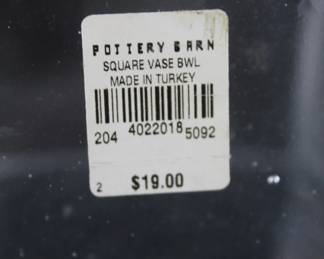 POTTERY BARN
SQUARE VASE BWL
MADE IN TURKEY
204 4022018 5092
2 $19.00